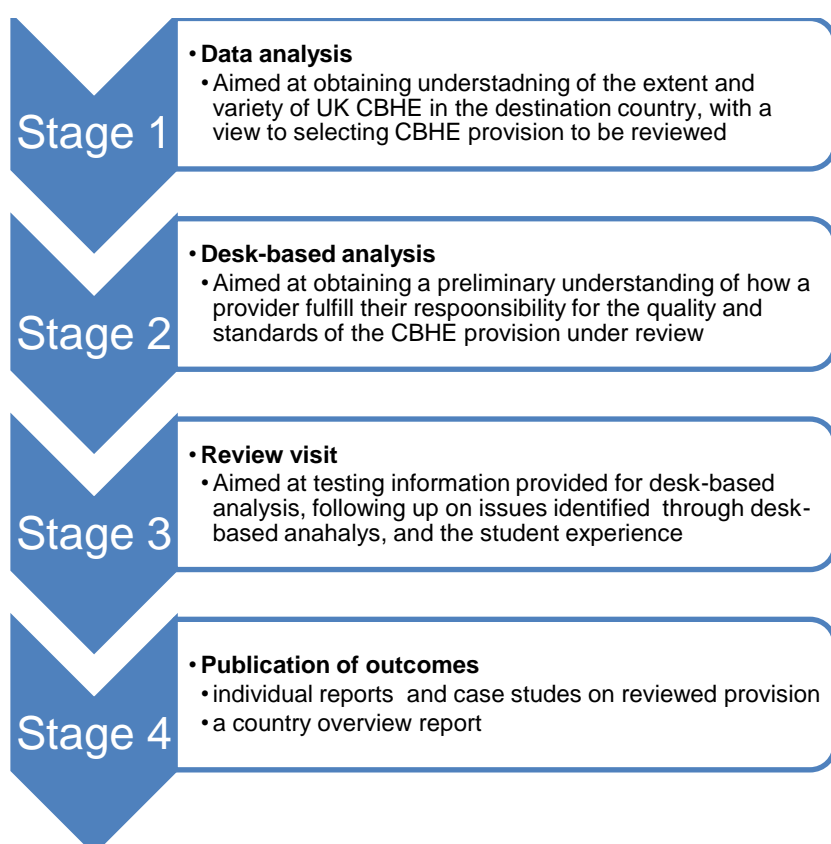 Stage 1
• Data analysis
• Aimed at obtaining understadning of the extent and
variety of UK CBHE in the destination country, with a
view to selecting CBHE provision to be reviewed
Stage 2
• Desk-based analysis
• Aimed at obtaining a preliminary understanding of how a
provider fulfill their respoonsibility for the quality and
standards of the CBHE provision under review
Stage 3
• Review visit
• Aimed at testing information provided for desk-based
analysis, following up on issues identified through desk-
based anahalys, and the student experience
Stage 4
• Publication of outcomes
• individual reports and case studes on reviewed provision
• a country overview report